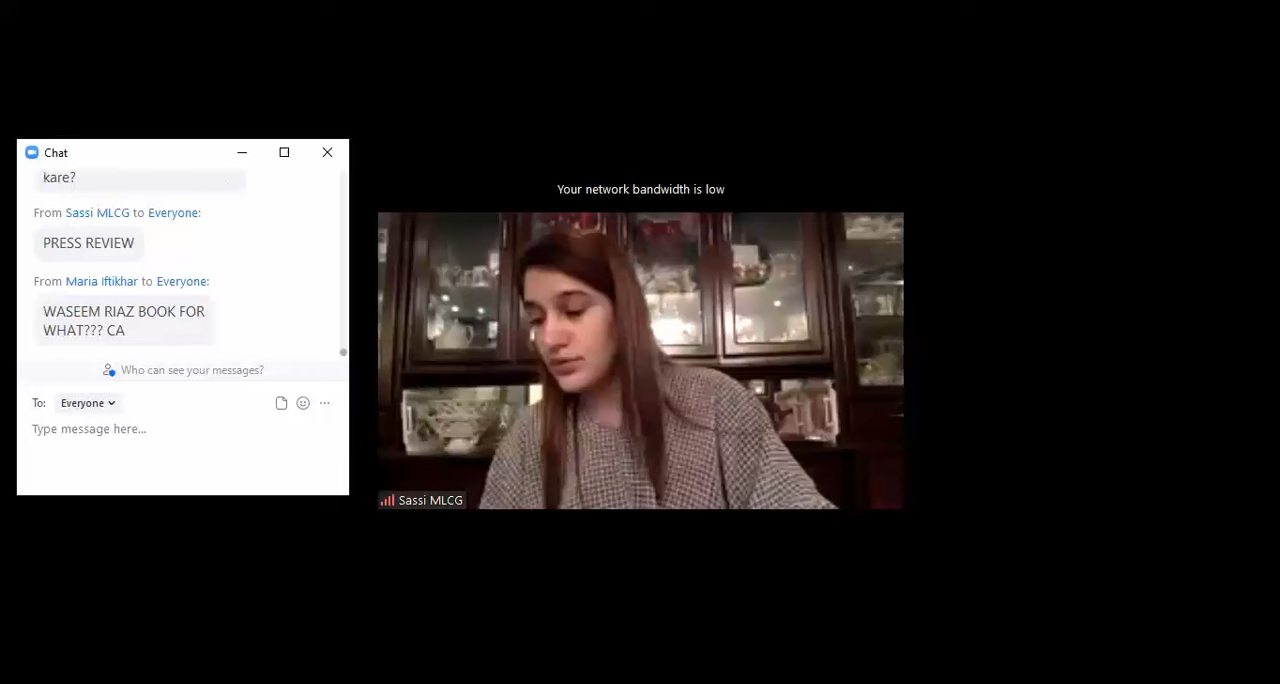 Chat
kare?
From Sassi MLCG to Everyone:
PRESS REVIEW
From Maria Iftikhar to Everyone:
WASEEM RIAZ BOOK FOR
WHAT??? CA
Who can see your messages?
To: Everyone
Type message here...
Your network bandwidth is low
Sassi MLCG